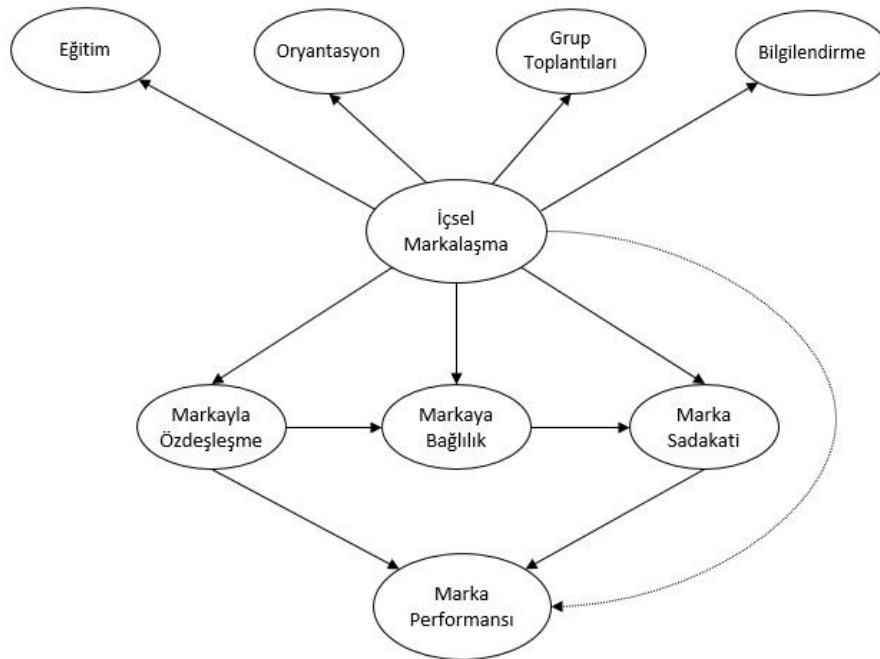 Eğitim
Oryantasyon
Grup
Toplantıları
Bilgilendirme
İçsel
Markalaşma
Markayla
Özdeşleşme
Markaya
Bağlılık
Marka
Sadakati
Marka
Performansı